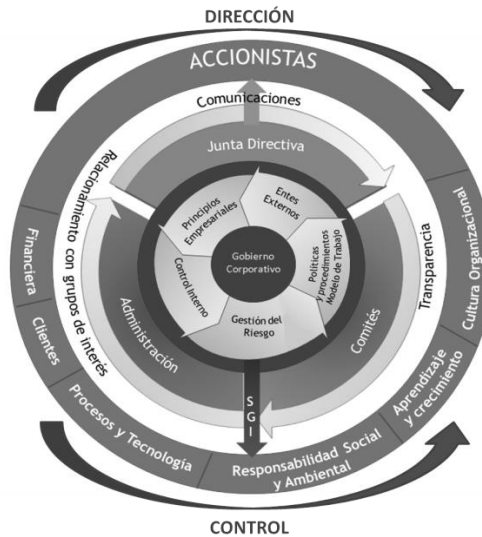 DIRECCIÓN
ACCIONISTAS
Comunicaciones
Junta Directiva
Relacionamiento con grupos de interés
Transparencia
Cultura Organizacional
Financiera
Clientes
Procesos y Tecnología
Responsabilidad Social
y Ambiental
Aprendizaje
y crecimiento
Administración
Comités
Principios
Empresariales
Entes
Externos
Políticas
y procedimientos
Modelo de Trabajo
Gestión del
Riesgo
Control Interno
Gobierno
Corporativo
SGI
CONTROL